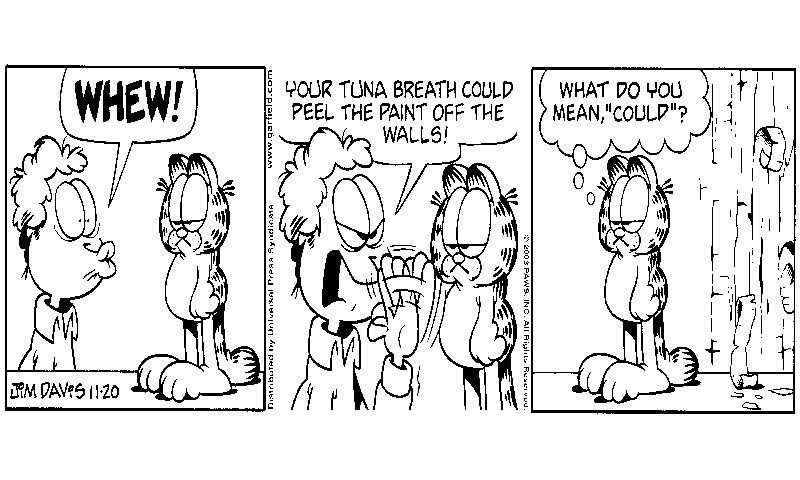 WHEW!
JIM DAVIS 11·20
www.garfield.com
Distributed by Universal Press Syndicate
YOUR TUNA BREATH COULD
PEEL THE PAINT OFF THE
WALLS!
© 2003 PAWS, INC. All Rights Reserved.
WHAT DO YOU
MEAN, "COULD"?